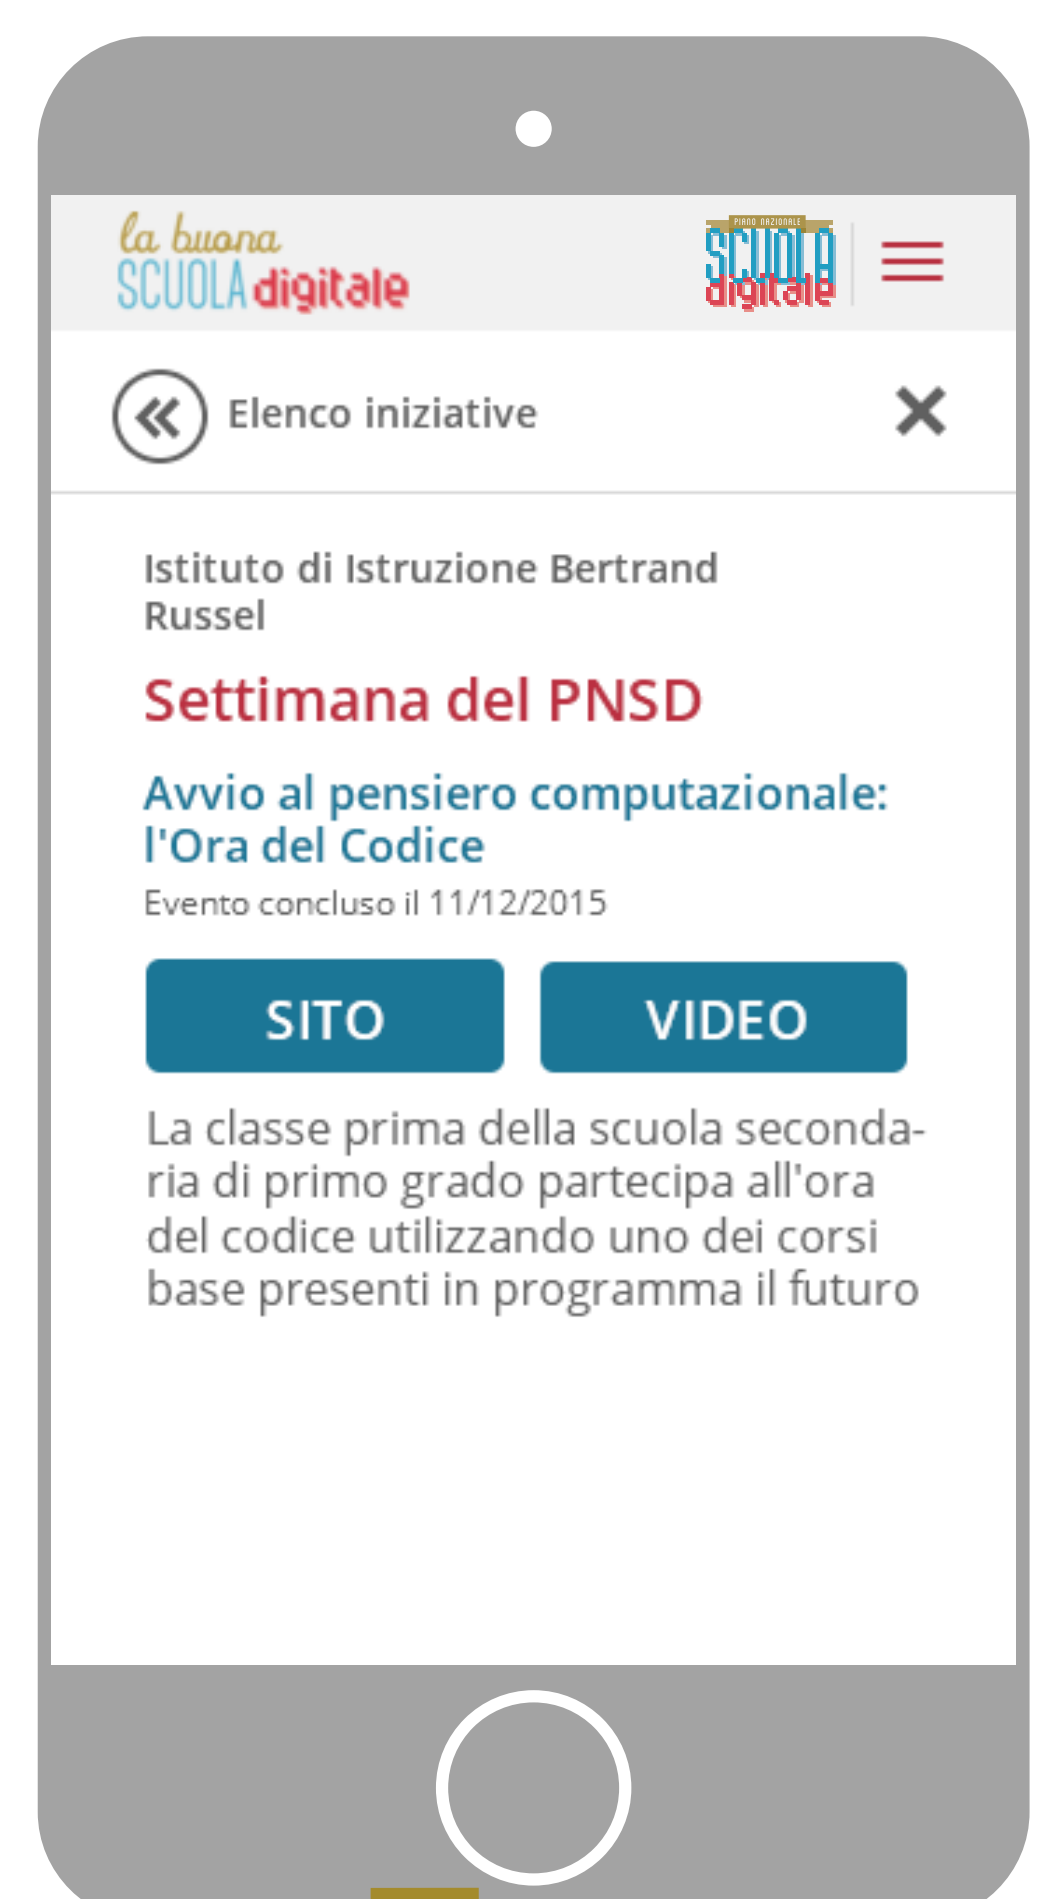 la buona
SCUOLA digitale
PIANO NAZIONALE
SCUOLA
digitale
Elenco iniziative
Istituto di Istruzione Bertrand
Russel
Settimana del PNSD
Avvio al pensiero computazionale:
l'Ora del Codice
Evento concluso il 11/12/2015
SITO VIDEO
La classe prima della scuola seconda-
ria di primo grado partecipa all'ora
del codice utilizzando uno dei corsi
base presenti in programma il futuro